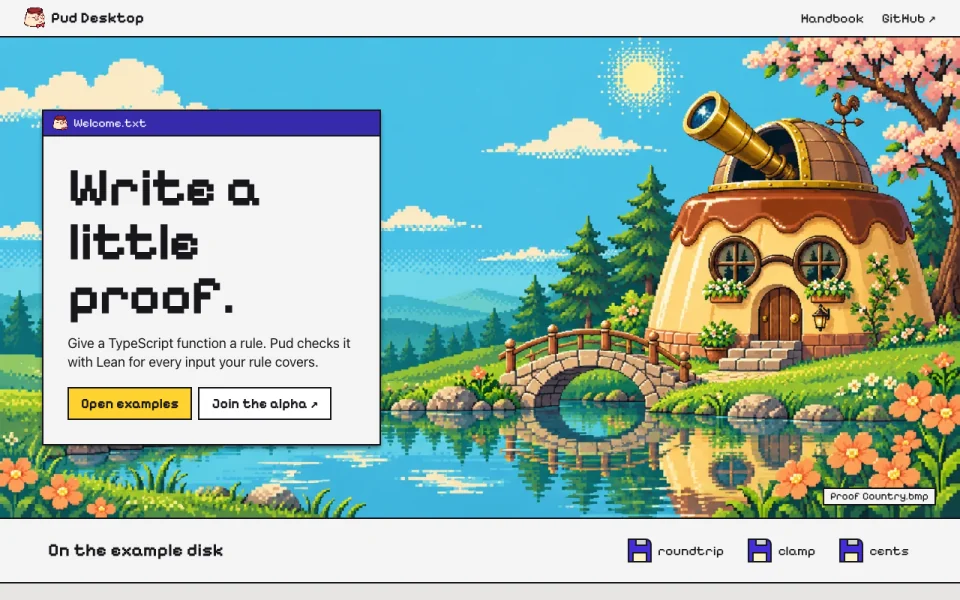 Pud Desktop
Handbook
GitHub ↗
Welcome.txt
Write a
little
proof.
Give a TypeScript function a rule. Pud checks it
with Lean for every input your rule covers.
Open examples
Join the alpha ↗
Proof Country.bmp
On the example disk
roundtrip
clamp
cents